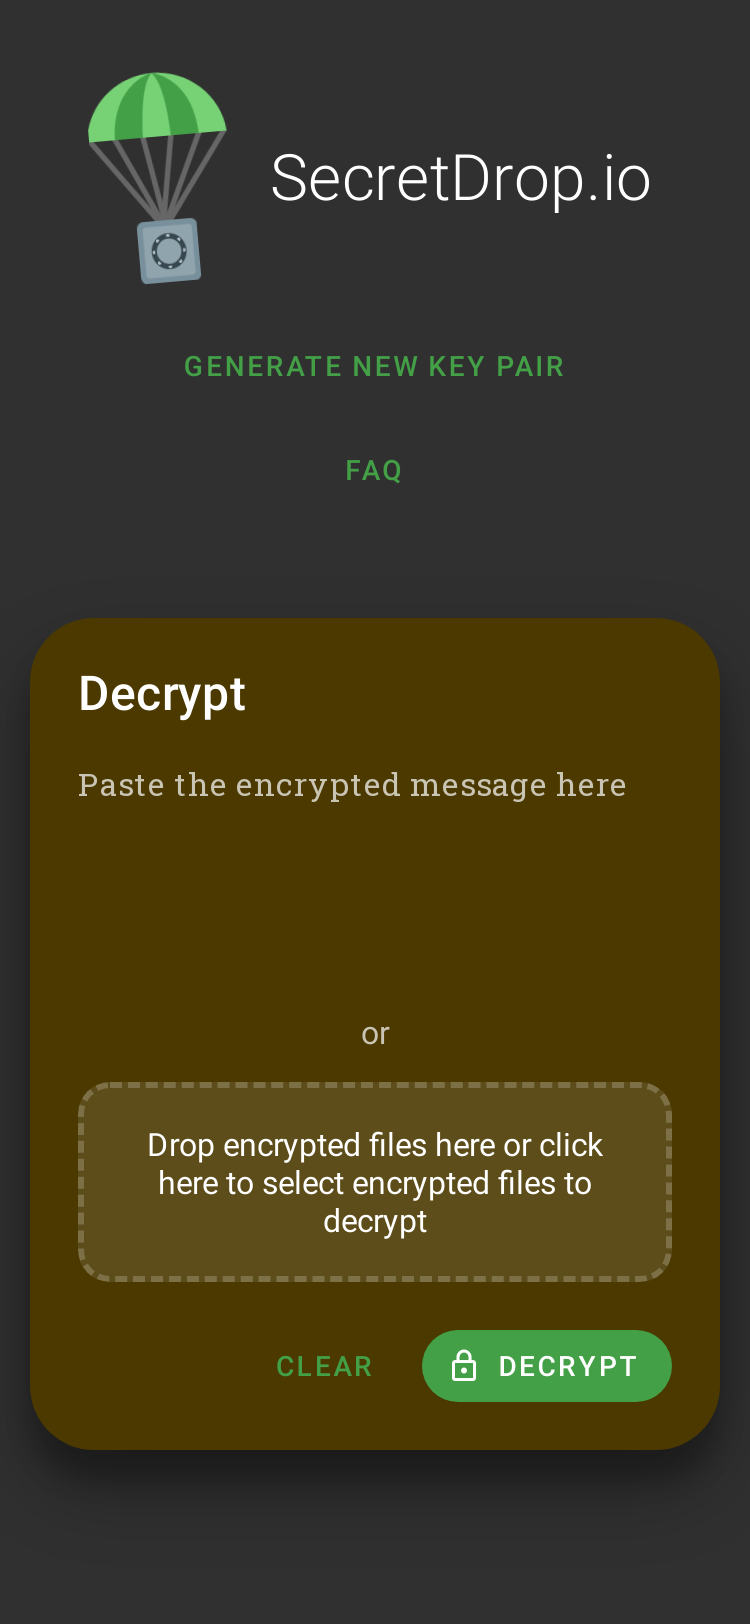 SecretDrop.io
GENERATE NEW KEY PAIR
FAQ
Decrypt
Paste the encrypted message here
or
Drop encrypted files here or click
here to select encrypted files to
decrypt
CLEAR
DECRYPT